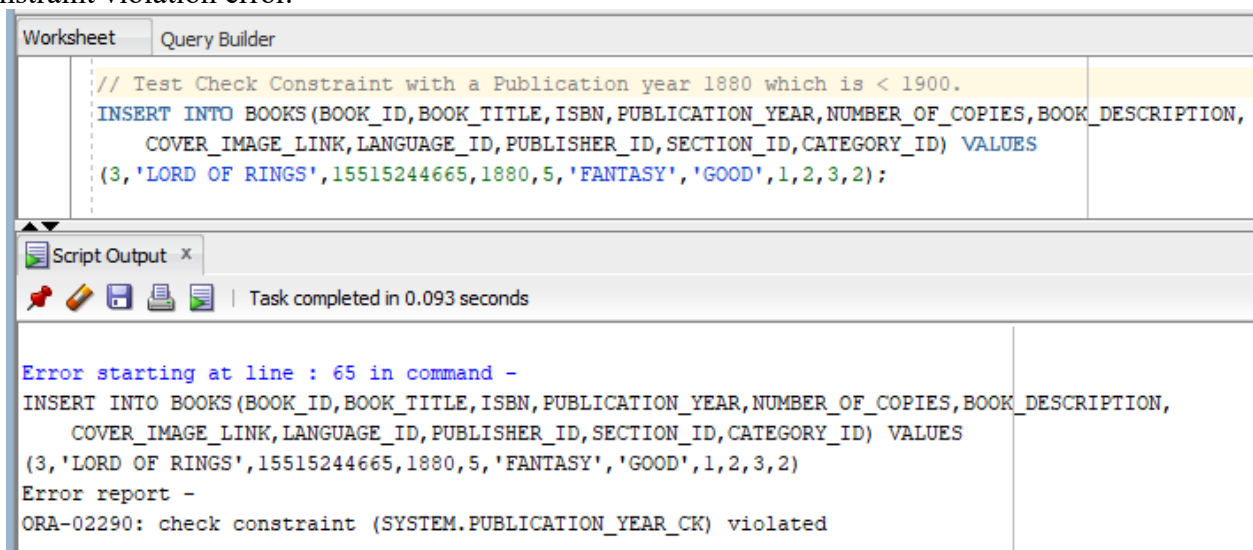 constraint violation error.
Worksheet Query Builder
// Test Check Constraint with a Publication year 1880 which is < 1900.
INSERT INTO BOOKS(BOOK_ID,BOOK_TITLE,ISBN,PUBLICATION_YEAR,NUMBER_OF_COPIES,BOOK_DESCRIPTION,
COVER_IMAGE_LINK,LANGUAGE_ID,PUBLISHER_ID,SECTION_ID,CATEGORY_ID) VALUES
(3,'LORD OF RINGS',15515244665,1880,5,'FANTASY','GOOD',1,2,3,2);
Script Output x
Task completed in 0.093 seconds
Error starting at line : 65 in command -
INSERT INTO BOOKS(BOOK_ID,BOOK_TITLE,ISBN,PUBLICATION_YEAR,NUMBER_OF_COPIES,BOOK_DESCRIPTION,
COVER_IMAGE_LINK,LANGUAGE_ID,PUBLISHER_ID,SECTION_ID,CATEGORY_ID) VALUES
(3,'LORD OF RINGS',15515244665,1880,5,'FANTASY','GOOD',1,2,3,2)
Error report -
ORA-02290: check constraint (SYSTEM.PUBLICATION_YEAR_CK) violated